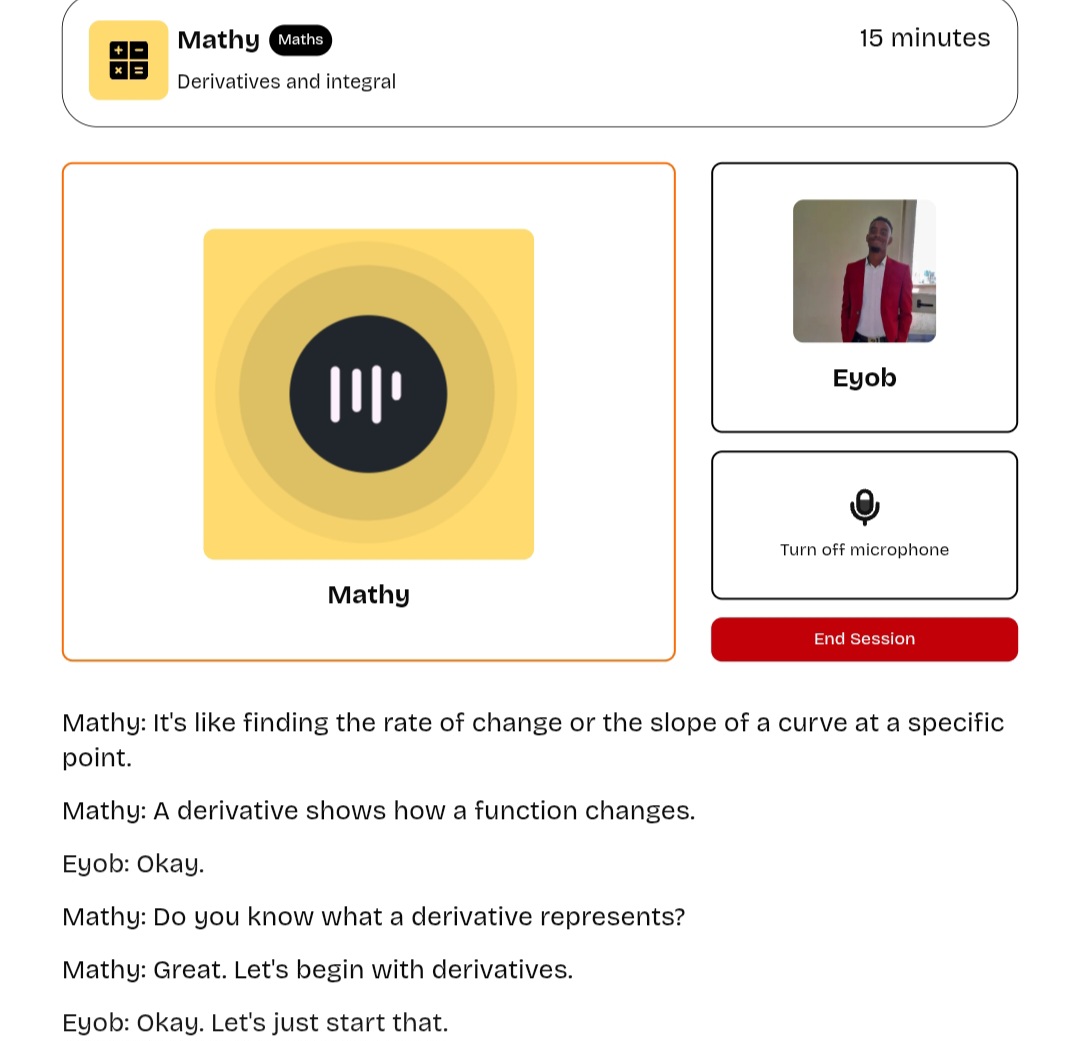 Mathy Maths
15 minutes
Derivatives and integral
Mathy
Eyob
Turn off microphone
End Session
Mathy: It's like finding the rate of change or the slope of a curve at a specific
point.
Mathy: A derivative shows how a function changes.
Eyob: Okay.
Mathy: Do you know what a derivative represents?
Mathy: Great. Let's begin with derivatives.
Eyob: Okay. Let's just start that.